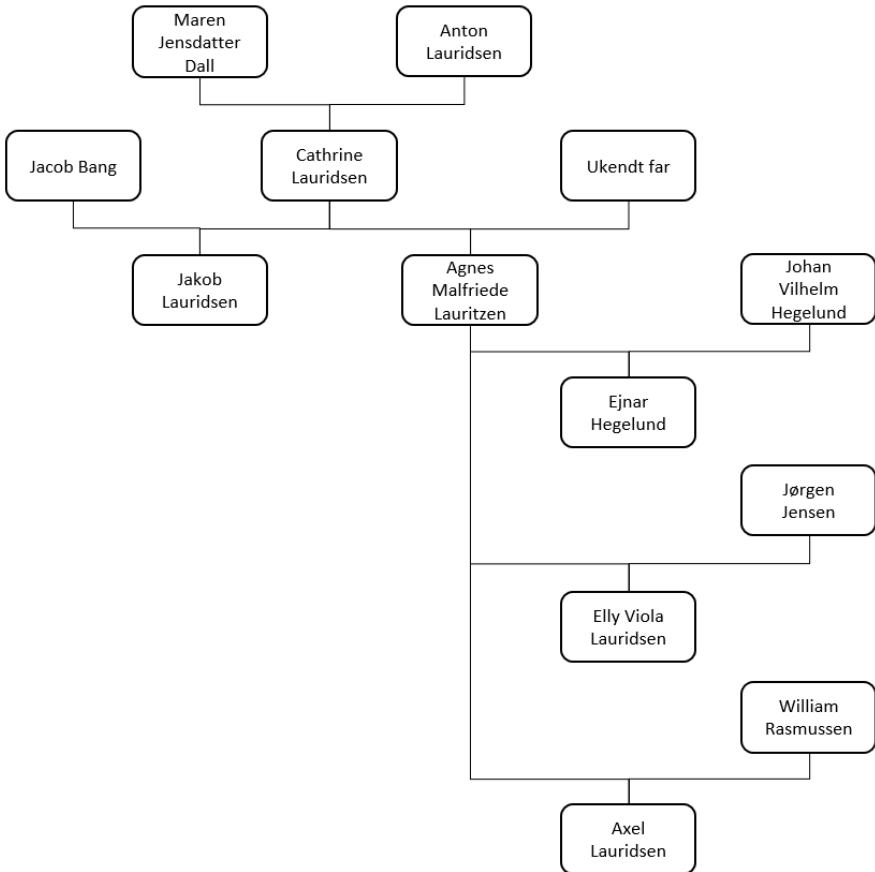 Maren
Jensdatter
Dall
Anton
Lauridsen
Jacob Bang
Cathrine
Lauridsen
Ukendt far
Jakob
Lauridsen
Agnes
Malfriede
Lauritzen
Johan
Vilhelm
Hegelund
Ejnar
Hegelund
Jørgen
Jensen
Elly Viola
Lauridsen
William
Rasmussen
Axel
Lauridsen